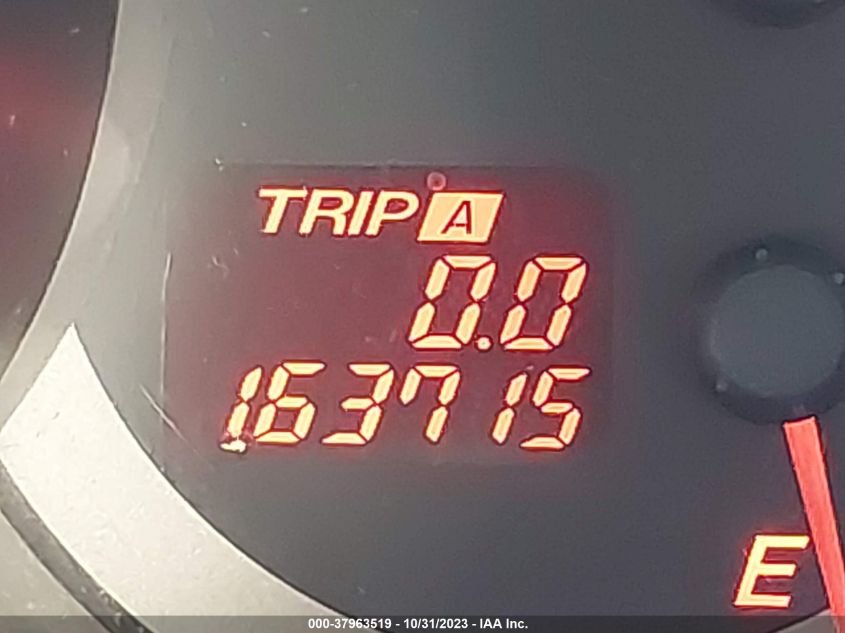 TRIP A
0.0
163715
E
000-37963519 - 10/31/2023 - IAA Inc.